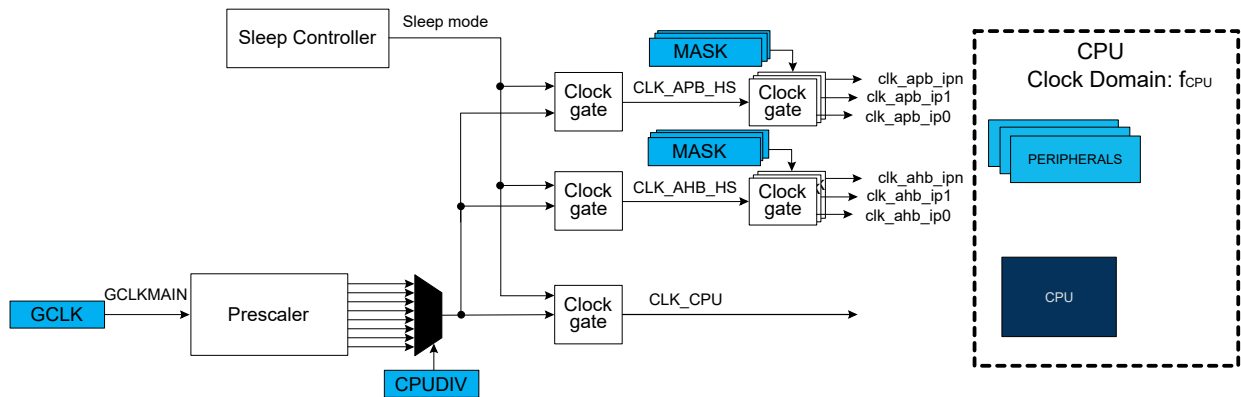 Sleep mode
Sleep Controller
MASK
CPU
Clock Domain: fCPU
Clock
gate
CLK_APB_HS
Clock
gate
clk_apb_ipn
clk_apb_ip1
clk_apb_ip0
MASK
PERIPHERALS
Clock
gate
CLK_AHB_HS
Clock
gate
clk_ahb_ipn
clk_ahb_ip1
clk_ahb_ip0
GCLK
GCLKMAIN
Prescaler
Clock
gate
CLK_CPU
CPU
CPUDIV